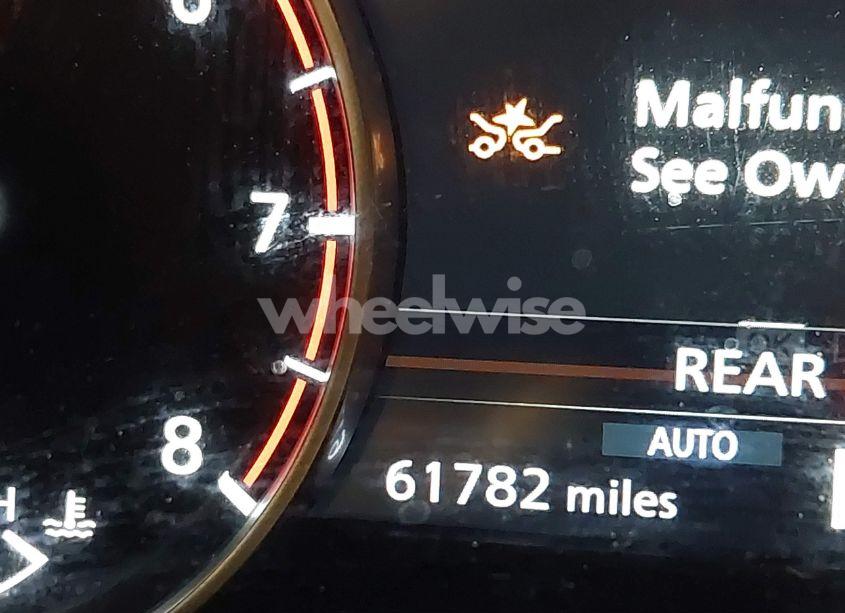 6
Malfun
See Ow
7
wheelwise
REAR
AUTO
8
61782 miles
H